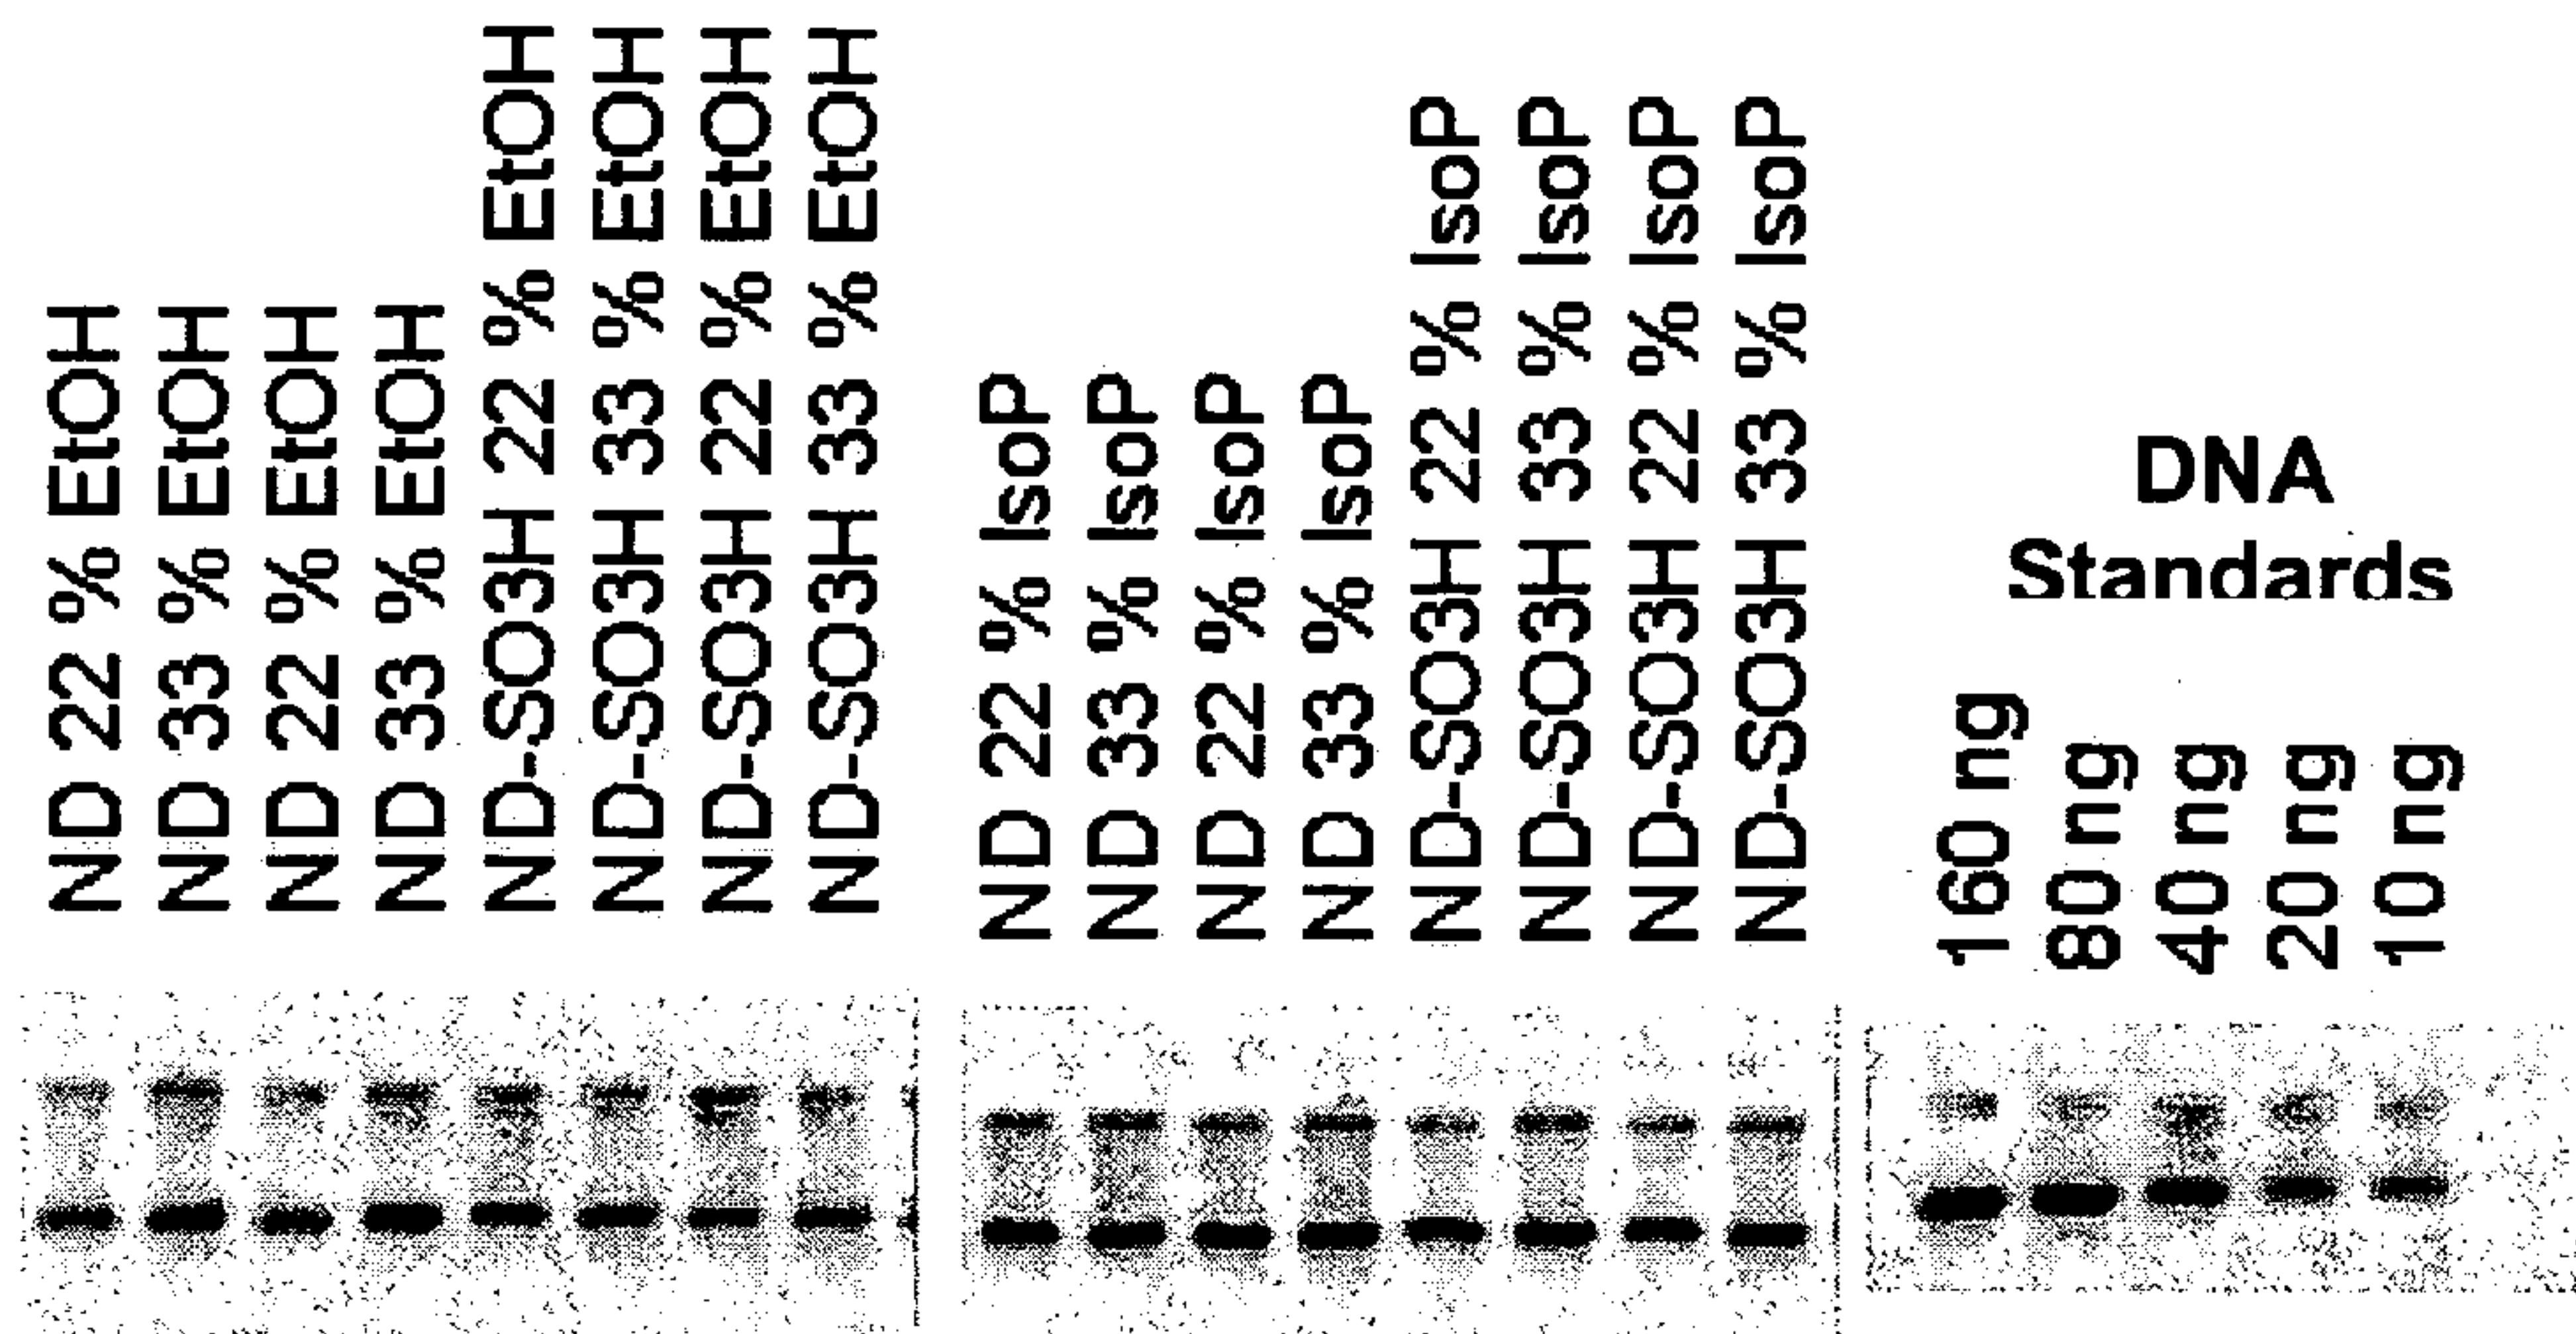 ND 22 % EtOH
ND 33 % EtOH
ND 22 % EtOH
ND 33 % EtOH
ND-SO3H 22 % EtOH
ND-SO3H 33 % EtOH
ND-SO3H 22 % EtOH
ND-SO3H 33 % EtOH
ND 22 % IsoP
ND 33 % IsoP
ND 22 % IsoP
ND 33 % IsoP
ND-SO3H 22 % IsoP
ND-SO3H 33 % IsoP
ND-SO3H 22 % IsoP
ND-SO3H 33 % IsoP
DNA
Standards
160 ng
80 ng
40 ng
20 ng
10 ng